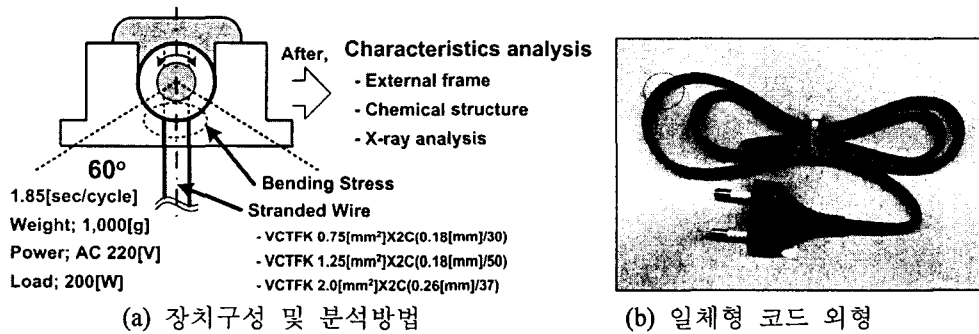 After,
Characteristics analysis
- External frame
- Chemical structure
- X-ray analysis
60°
1.85[sec/cycle]
Weight; 1,000[g]
Power; AC 220[V]
Load; 200[W]
Bending Stress
Stranded Wire
- VCTFK 0.75[mm²]X2C(0.18[mm]/30)
- VCTFK 1.25[mm²]X2C(0.18[mm]/50)
- VCTFK 2.0[mm²]X2C(0.26[mm]/37)
(a) 장치구성 및 분석방법
(b) 일체형 코드 외형